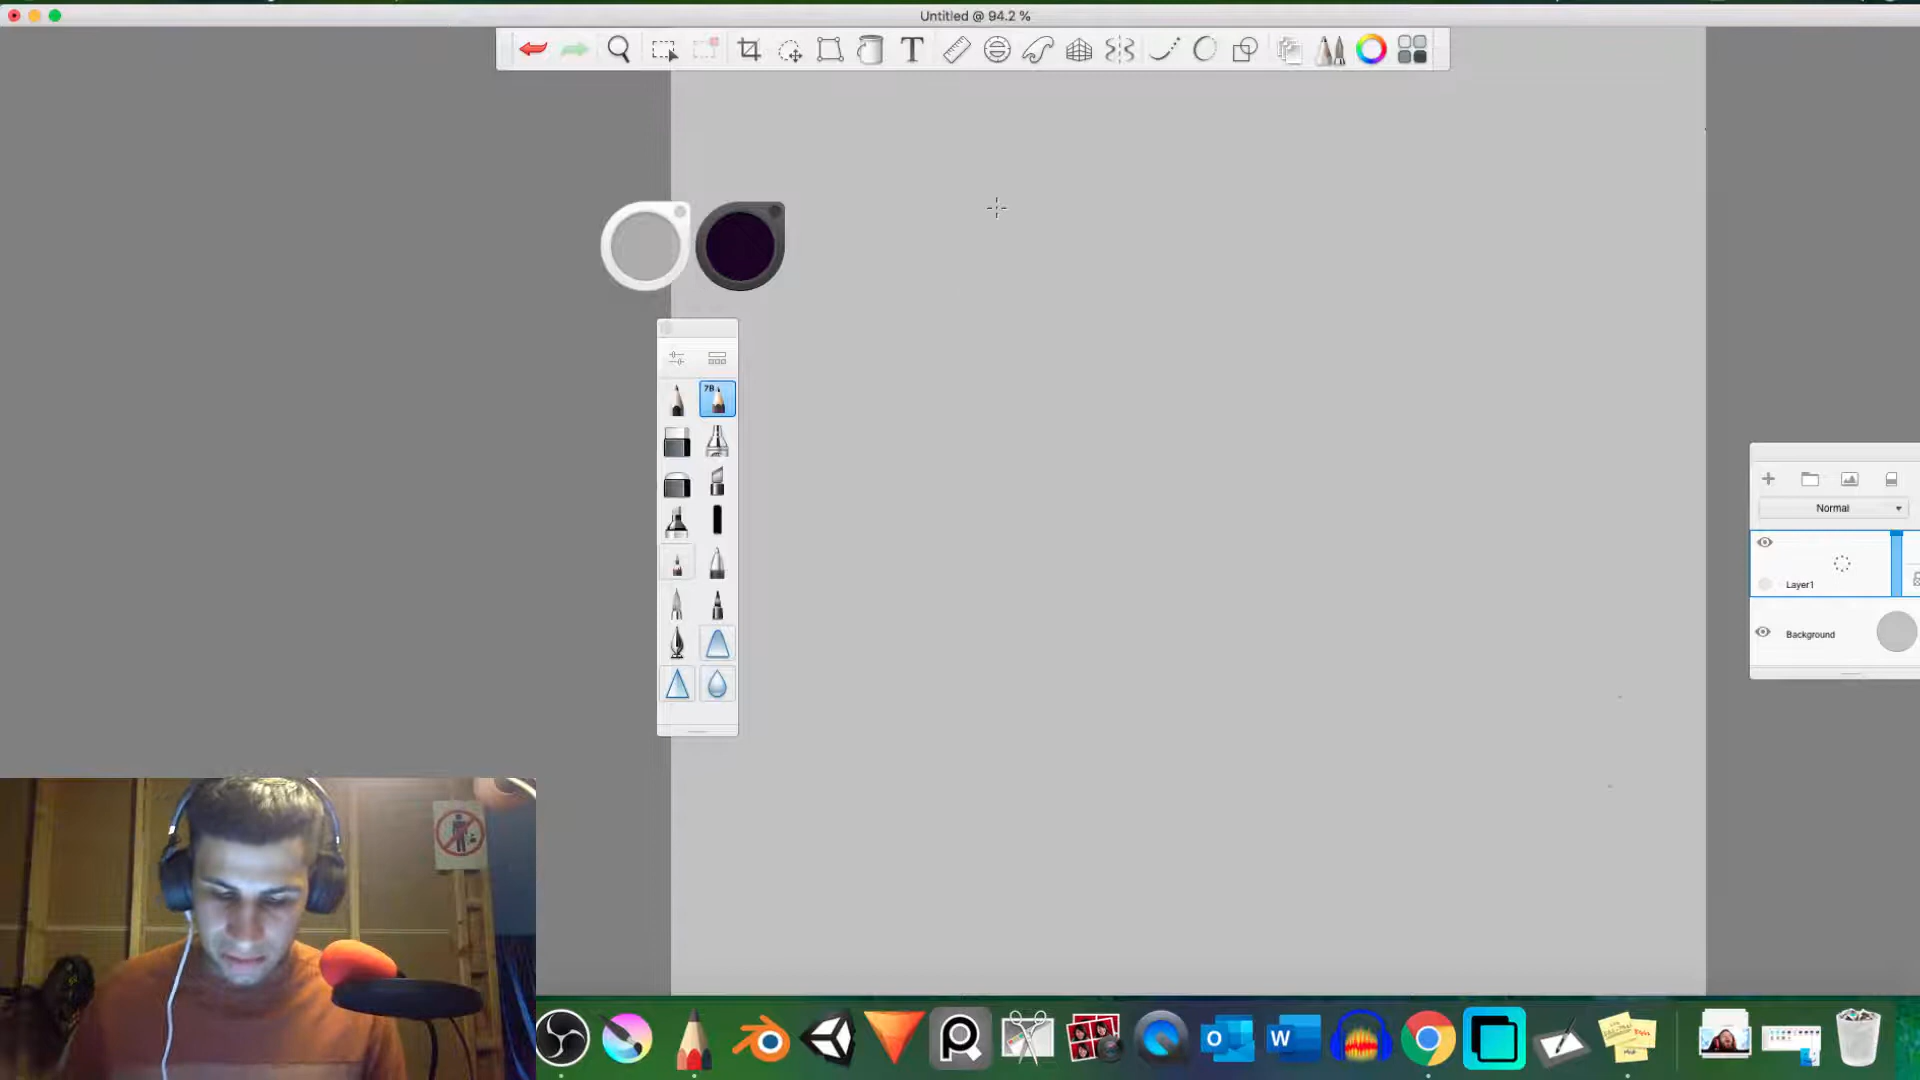 Untitled @ 94.2 %
T
7B
Normal
Layer1
Background
W